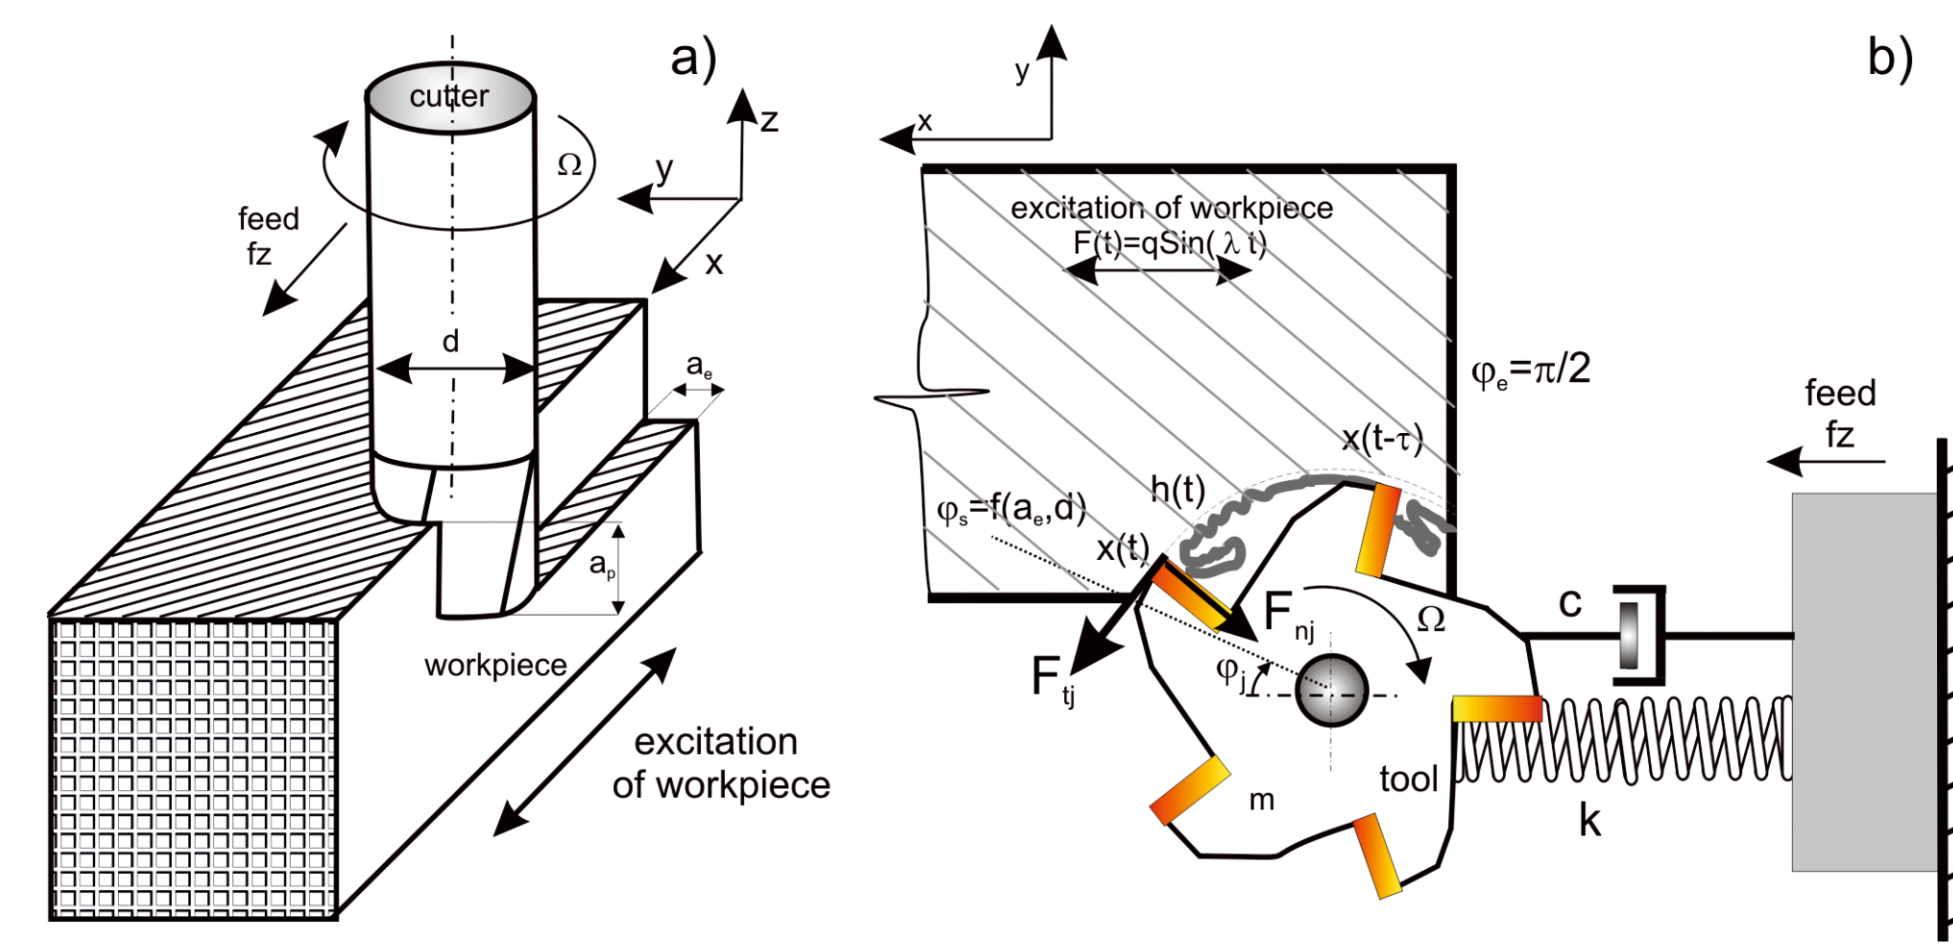 a)
cutter
z
Ω
y
feed
fz
x
d
aₑ
aₚ
workpiece
excitation
of workpiece
b)
y
x
excitation of workpiece
F(t)=qSin(λ t)
φₑ=π/2
feed
fz
x(t-τ)
h(t)
φₛ=f(aₑ,d)
x(t)
c
Fₙⱼ
Ω
Fₜⱼ
φⱼ
tool
m
k